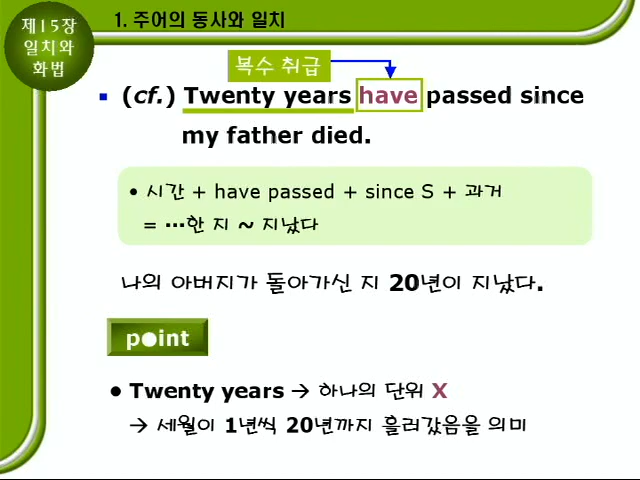 제15장
일치와
화법
1. 주어의 동사와 일치
복수 취급
▪ (cf.) Twenty years have passed since
my father died.
• 시간 + have passed + since S + 과거
= …한 지 ~ 지났다
나의 아버지가 돌아가신 지 20년이 지났다.
point
● Twenty years → 하나의 단위 X
→ 세월이 1년씩 20년까지 흘러갔음을 의미